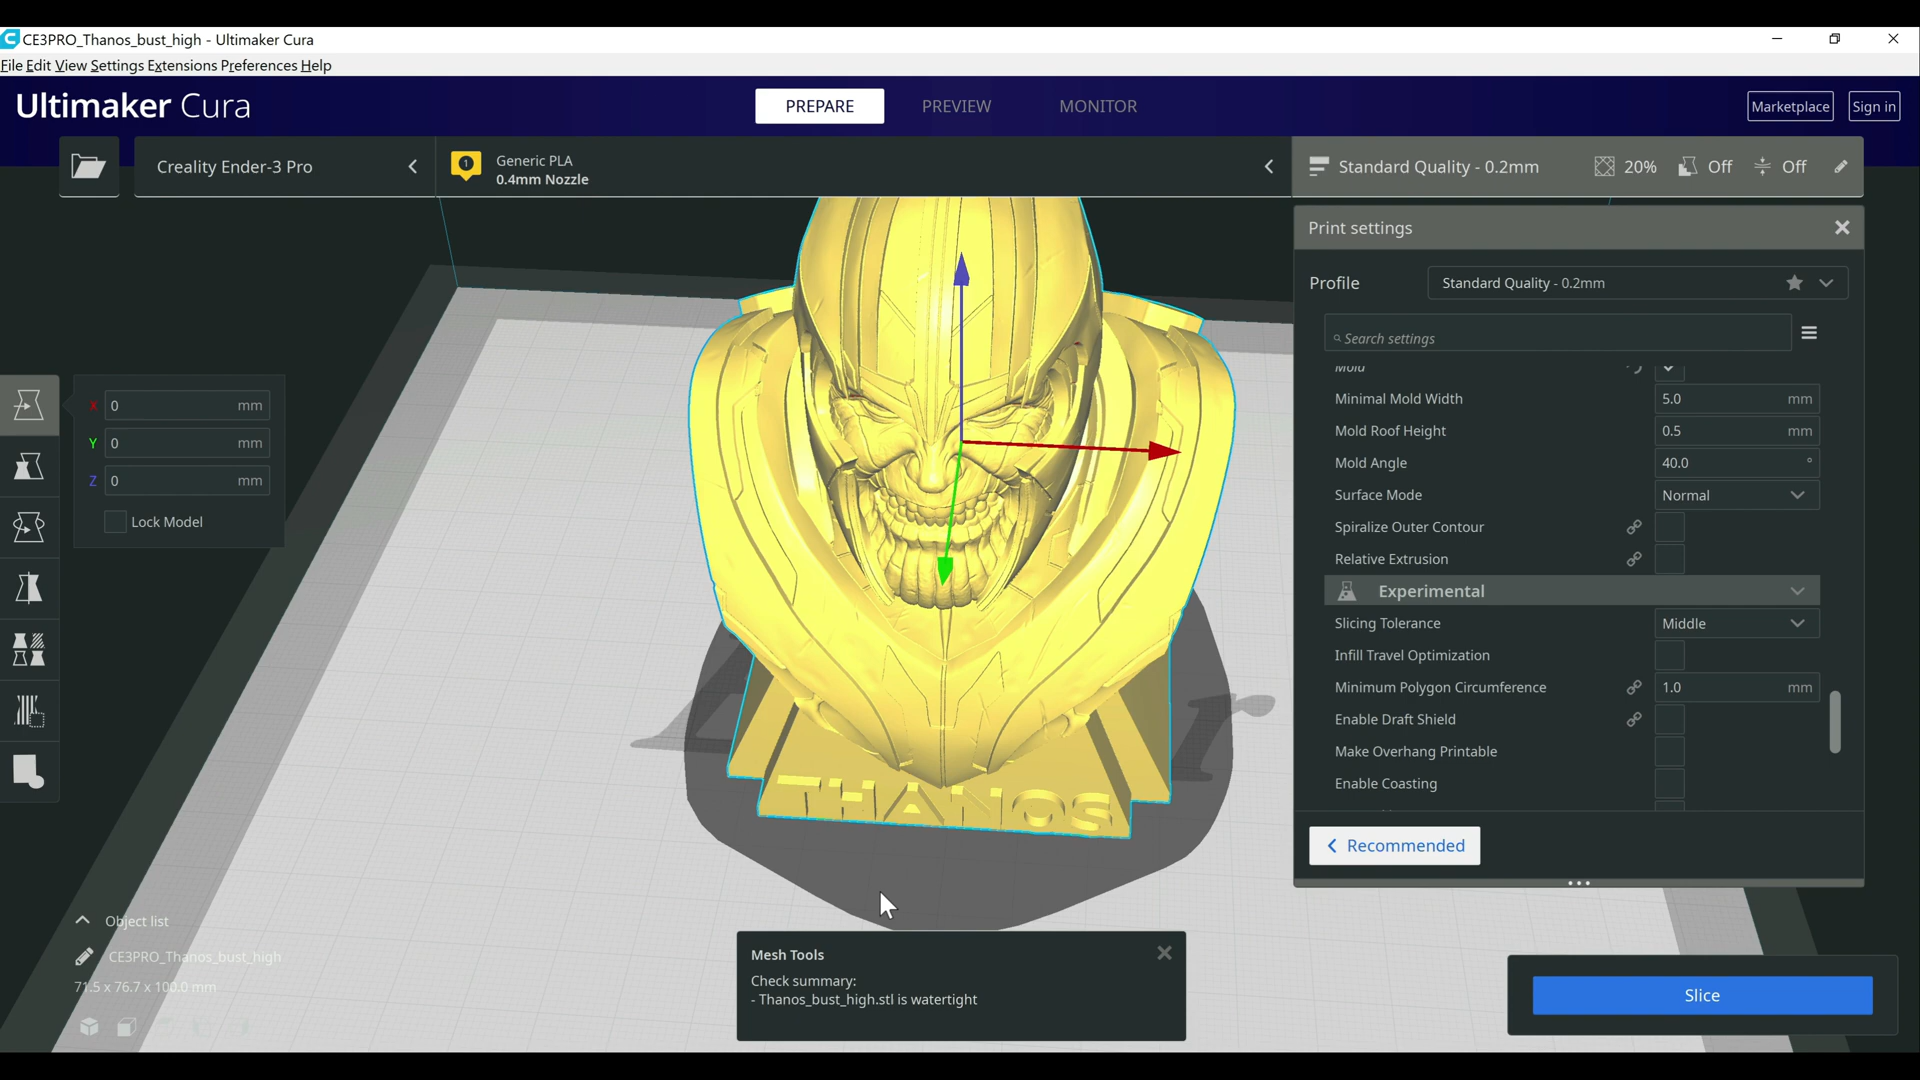 CE3PRO_Thanos_bust_high - Ultimaker Cura
File Edit View Settings Extensions Preferences Help
Ultimaker Cura
PREPARE
PREVIEW
MONITOR
Marketplace
Sign in
Creality Ender-3 Pro
1
Generic PLA
0.4mm Nozzle
Standard Quality - 0.2mm
20%
Off
Off
Print settings
Profile
Standard Quality - 0.2mm
Search settings
Mold
Minimal Mold Width 5.0 mm
Mold Roof Height 0.5 mm
Mold Angle 40.0 °
Surface Mode Normal
Spiralize Outer Contour
Relative Extrusion
Experimental
Slicing Tolerance Middle
Infill Travel Optimization
Minimum Polygon Circumference 1.0 mm
Enable Draft Shield
Make Overhang Printable
Enable Coasting
Recommended
X 0 mm
Y 0 mm
Z 0 mm
Lock Model
THANOS
Object list
CE3PRO_Thanos_bust_high
71.5 x 76.7 x 100.0 mm
Mesh Tools
Check summary:
- Thanos_bust_high.stl is watertight
Slice